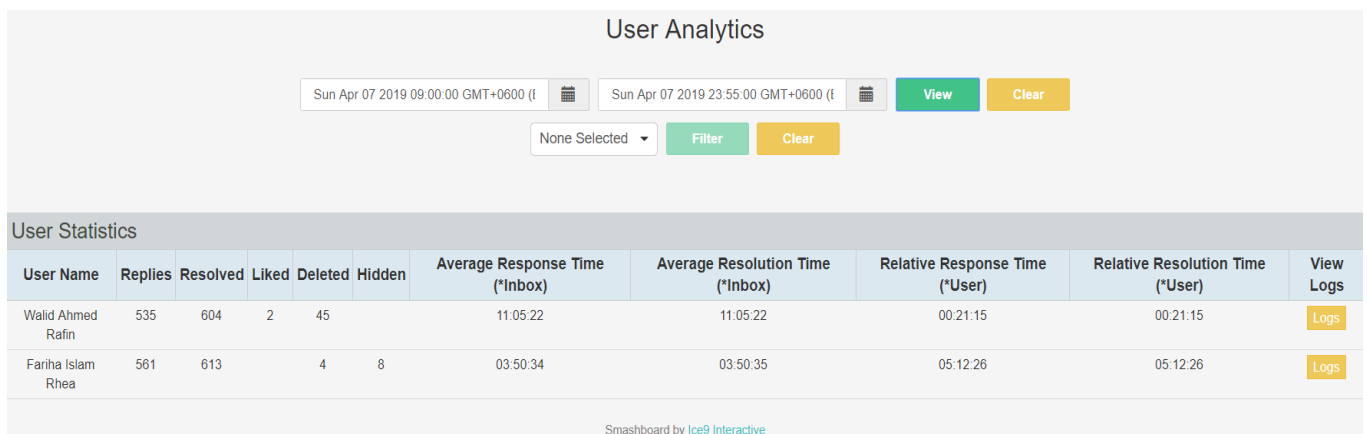 User Analytics
Sun Apr 07 2019 09:00:00 GMT+0600 (E Sun Apr 07 2019 23:55:00 GMT+0600 (E View Clear
None Selected Filter Clear
User Statistics
User Name Replies Resolved Liked Deleted Hidden Average Response Time (*Inbox) Average Resolution Time (*Inbox) Relative Response Time (*User) Relative Resolution Time (*User) View Logs
Walid Ahmed Rafin 535 604 2 45 11:05:22 11:05:22 00:21:15 00:21:15 Logs
Fariha Islam Rhea 561 613 4 8 03:50:34 03:50:35 05:12:26 05:12:26 Logs
Smashboard by Ice9 Interactive